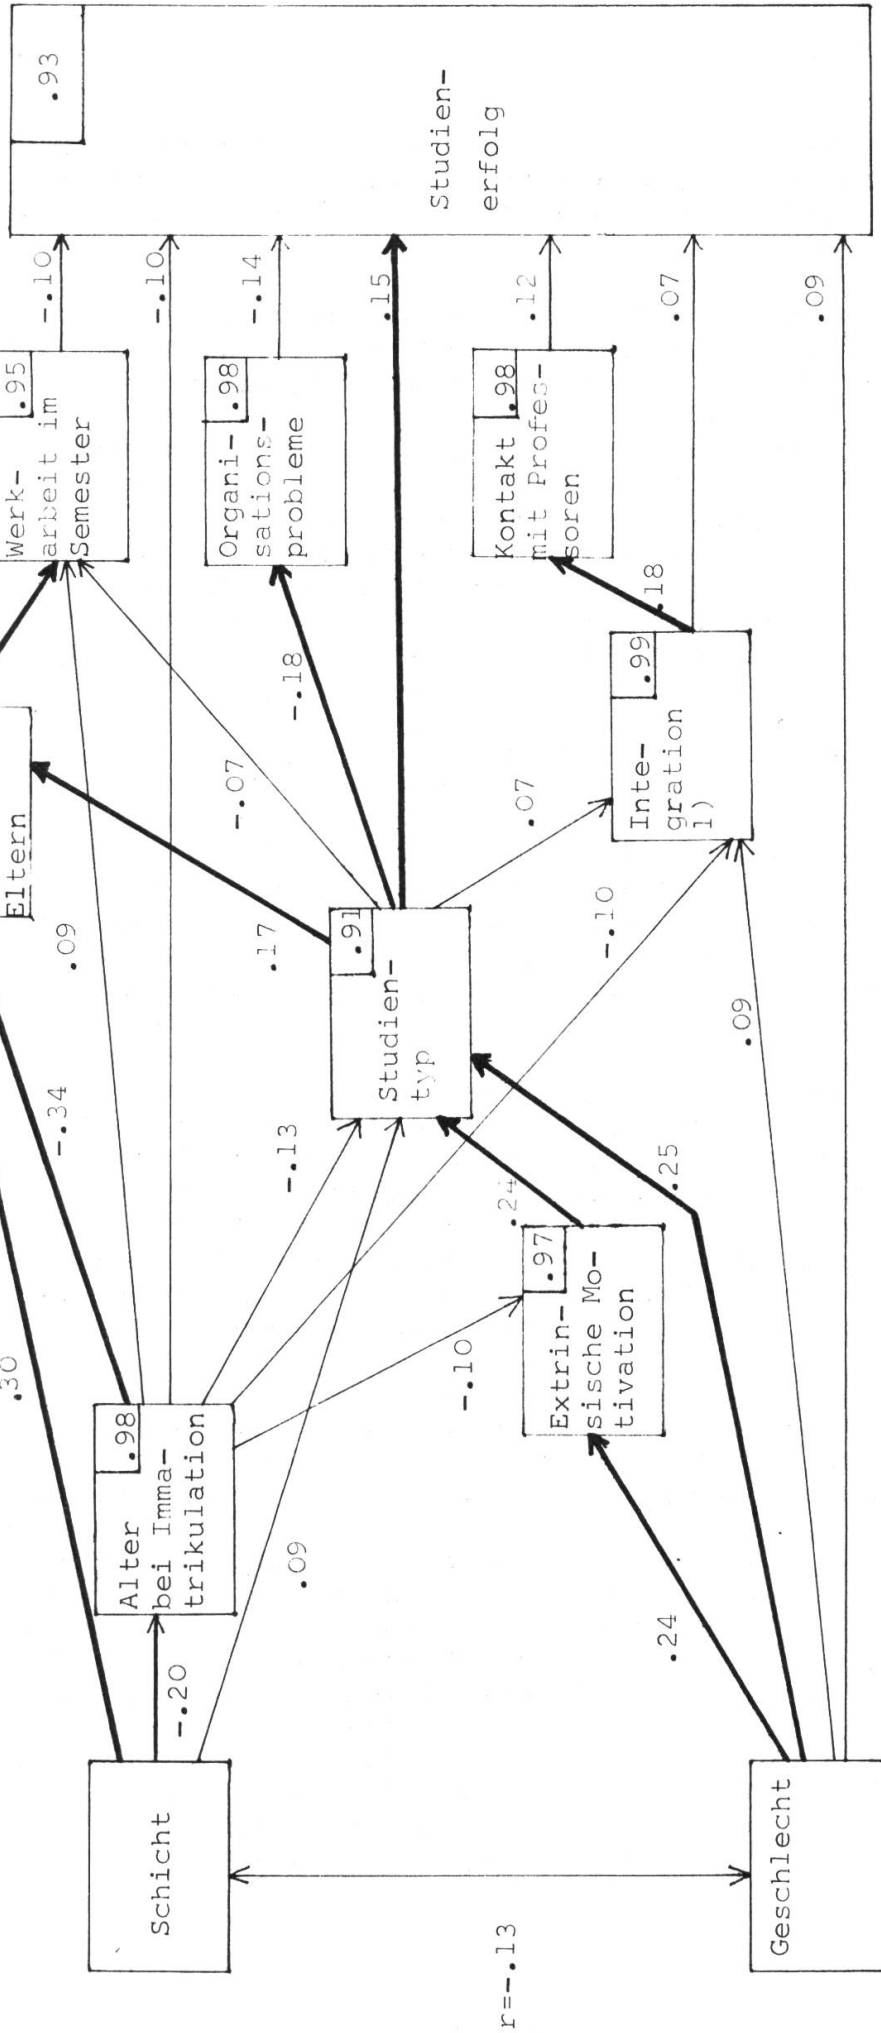 .93
Studien-
erfolg
-.10
-.10
-.14
.15
.12
.07
.09
.95
Werk-
arbeit im
Semester
.98
Organi-
sations-
probleme
.98
Kontakt
mit Profes-
soren
.18
.99
Inte-
gration
1)
Eltern
-.18
-.07
.07
.09
.17
-.10
.09
.91
Studien-
typ
-.34
-.13
.24
.25
.30
.98
Alter
bei Imma-
trikulation
-.10
.97
Extrin-
sische Mo-
tivation
.09
-.20
.24
Schicht
Geschlecht
r=-.13